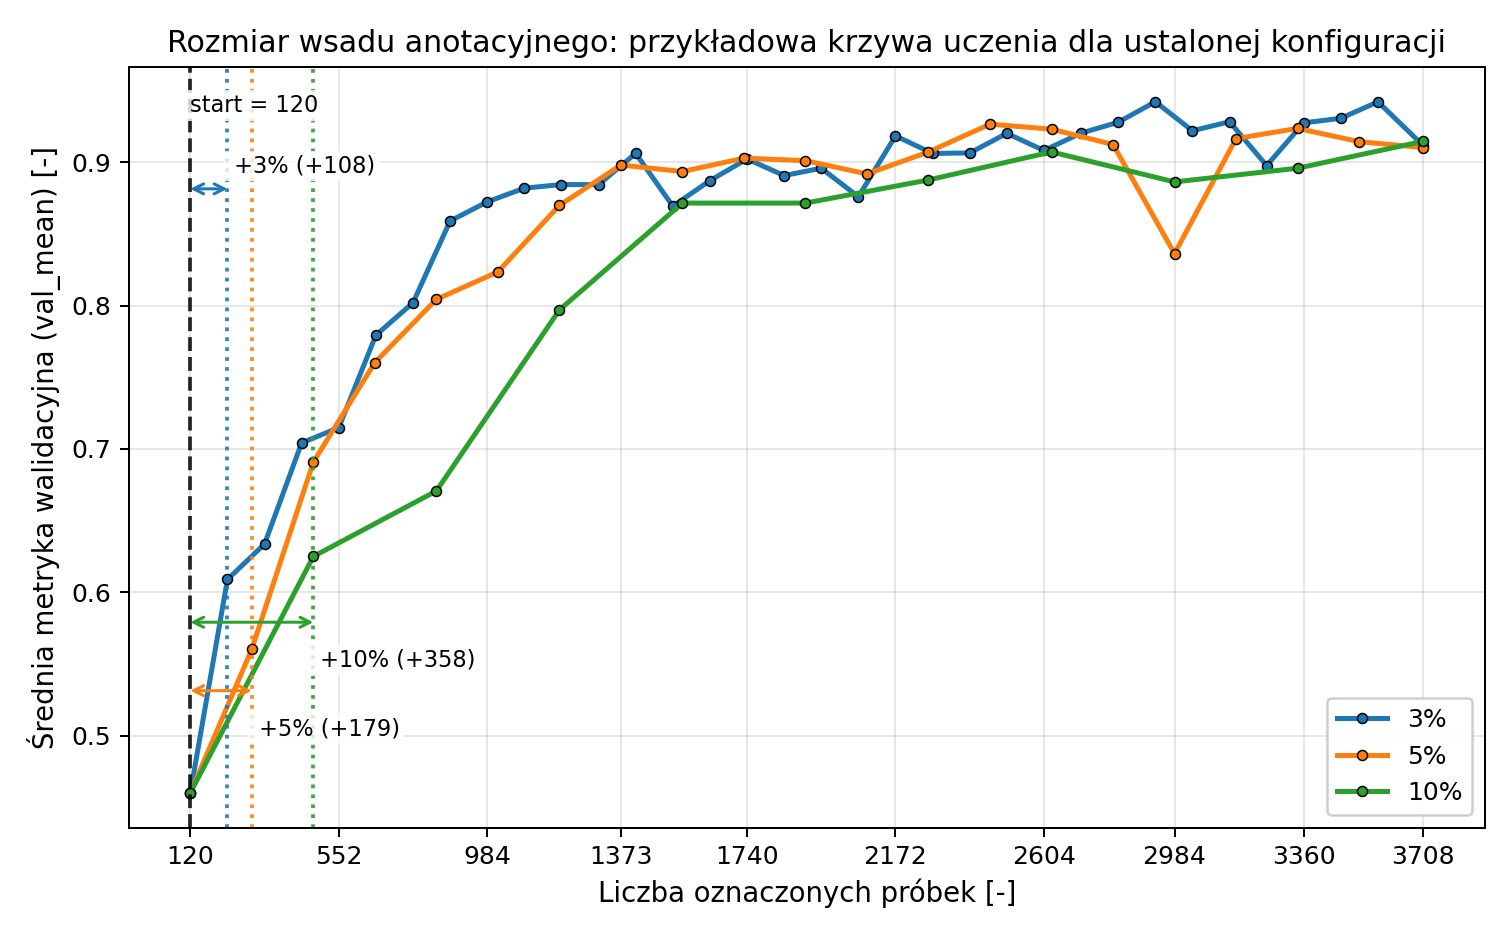 Rozmiar wsadu anotacyjnego: przykładowa krzywa uczenia dla ustalonej konfiguracji
Średnia metryka walidacyjna (val_mean) [-]
0.9
0.8
0.7
0.6
0.5
start = 120
+3% (+108)
+10% (+358)
+5% (+179)
3%
5%
10%
120 552 984 1373 1740 2172 2604 2984 3360 3708
Liczba oznaczonych próbek [-]